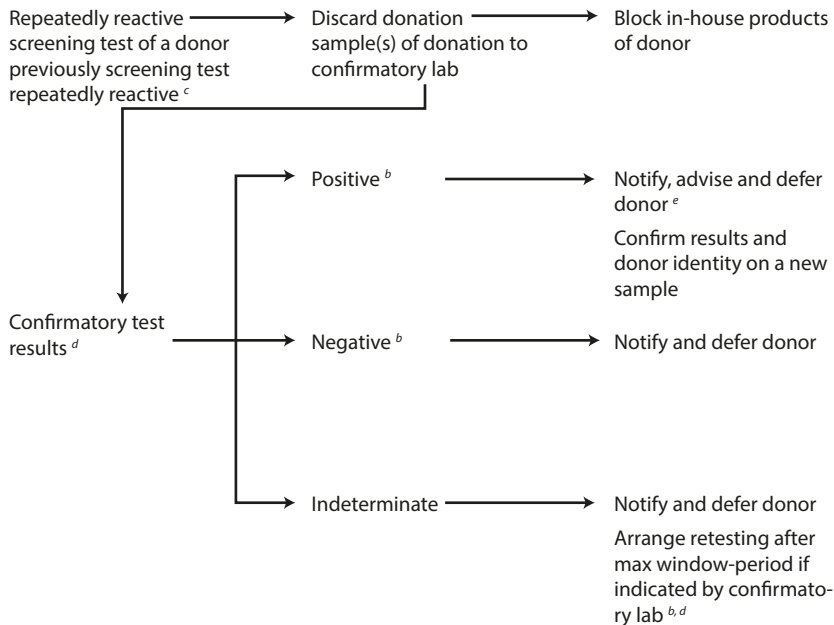 Repeatedly reactive
screening test of a donor
previously screening test
repeatedly reactive c
Discard donation
sample(s) of donation to
confirmatory lab
Block in-house products
of donor
Positive b
Notify, advise and defer
donor e
Confirm results and
donor identity on a new
sample
Confirmatory test
results d
Negative b
Notify and defer donor
Indeterminate
Notify and defer donor
Arrange retesting after
max window-period if
indicated by confirmato-
ry lab b, d